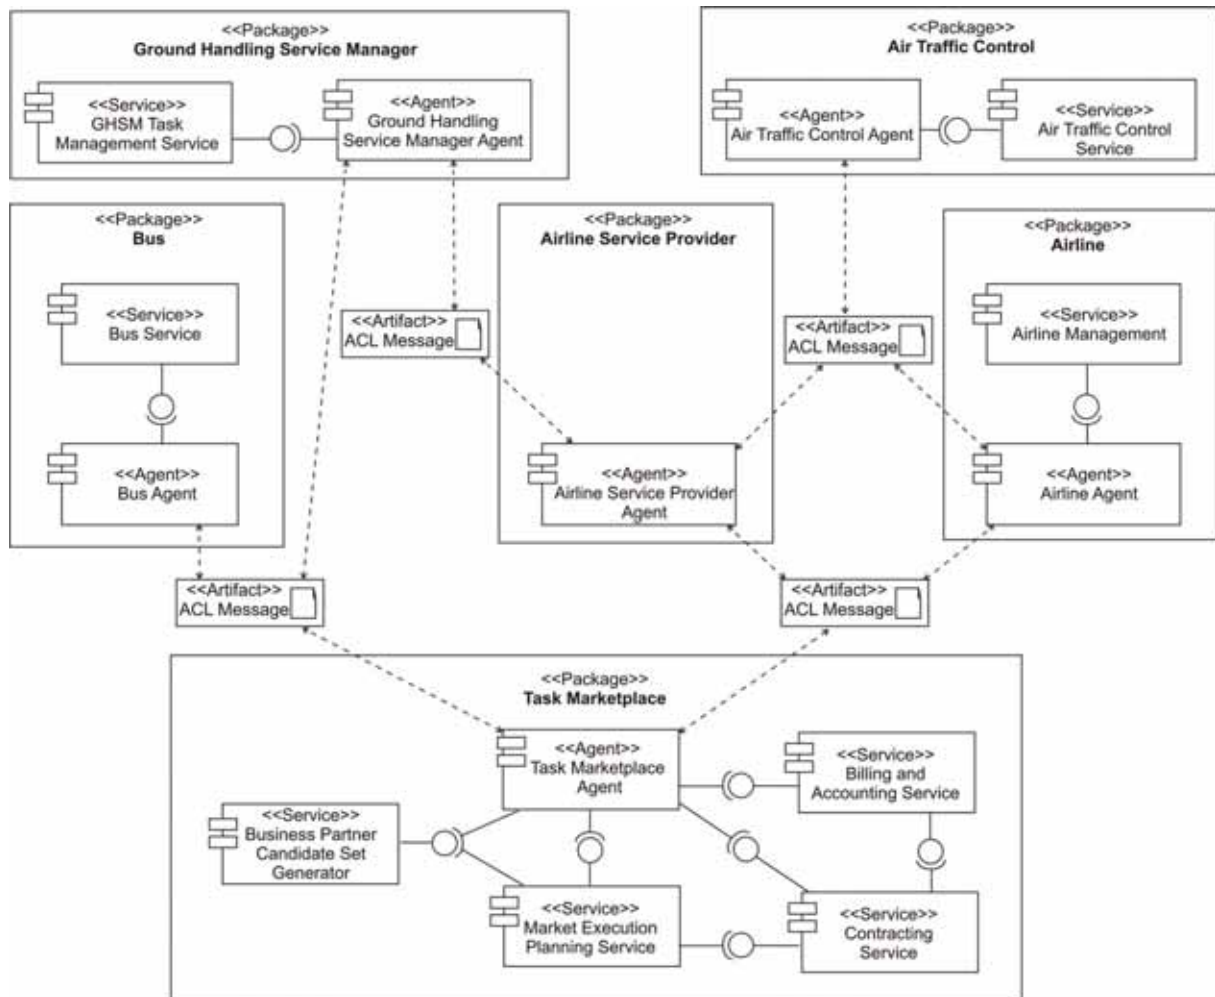 <<Package>>
Ground Handling Service Manager
<<Service>>
GHSM Task
Management Service
<<Agent>>
Ground Handling
Service Manager Agent
<<Package>>
Air Traffic Control
<<Agent>>
Air Traffic Control Agent
<<Service>>
Air Traffic Control
Service
<<Package>>
Bus
<<Service>>
Bus Service
<<Agent>>
Bus Agent
<<Artifact>>
ACL Message
<<Package>>
Airline Service Provider
<<Agent>>
Airline Service Provider
Agent
<<Artifact>>
ACL Message
<<Package>>
Airline
<<Service>>
Airline Management
<<Agent>>
Airline Agent
<<Artifact>>
ACL Message
<<Artifact>>
ACL Message
<<Package>>
Task Marketplace
<<Agent>>
Task Marketplace
Agent
<<Service>>
Billing and
Accounting Service
<<Service>>
Business Partner
Candidate Set
Generator
<<Service>>
Market Execution
Planning Service
<<Service>>
Contracting
Service